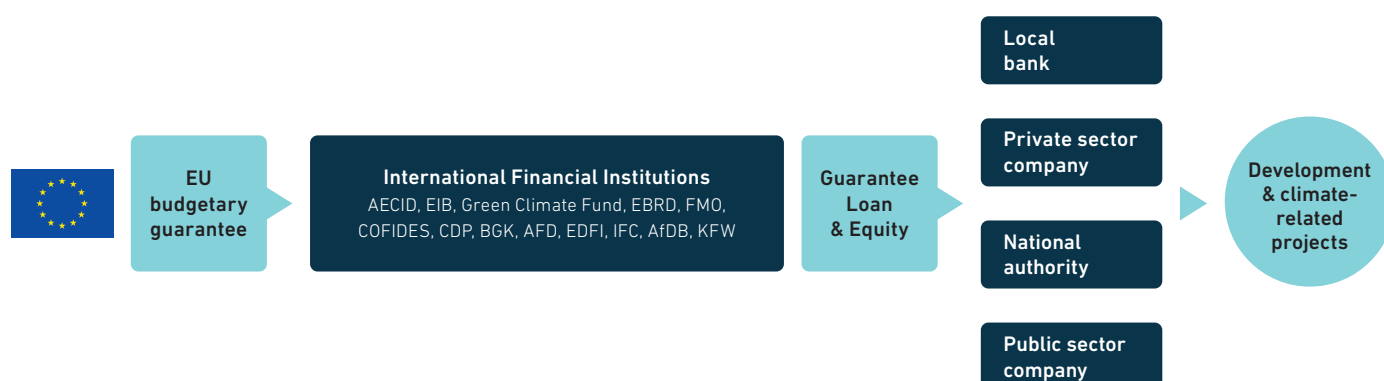 EU
budgetary
guarantee
International Financial Institutions
AECID, EIB, Green Climate Fund, EBRD, FMO,
COFIDES, CDP, BGK, AFD, EDFI, IFC, AfDB, KFW
Guarantee
Loan
& Equity
Local
bank
Private sector
company
National
authority
Public sector
company
Development
& climate-
related
projects